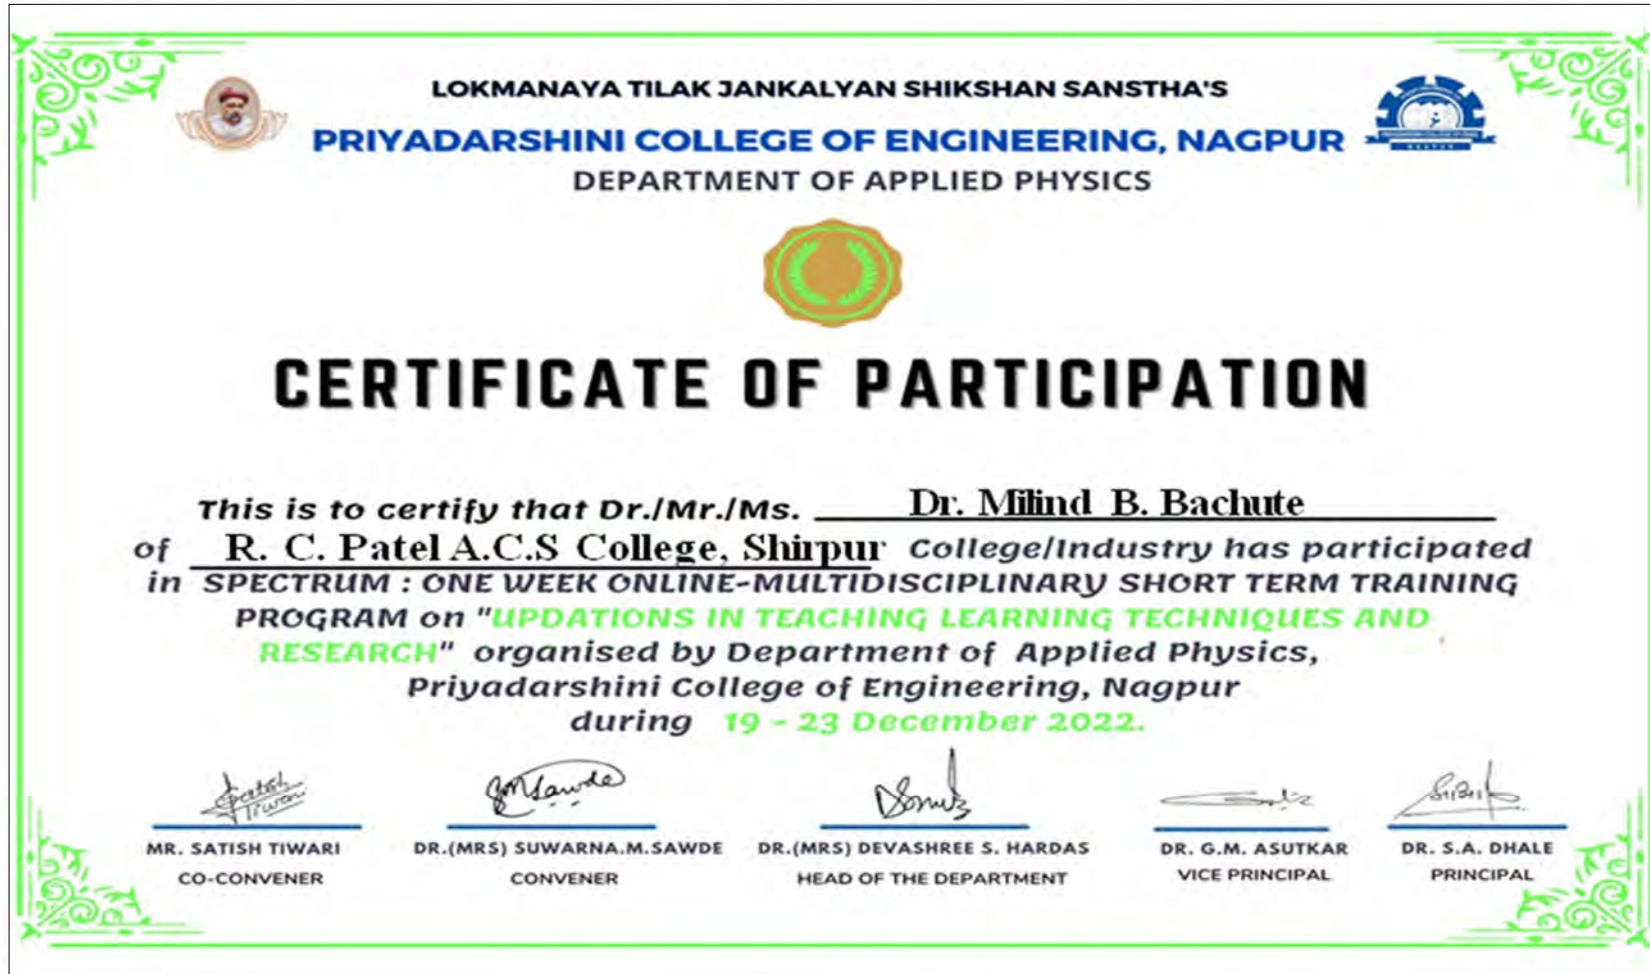 LOKMANAYA TILAK JANKALYAN SHIKSHAN SANSTHA'S
PRIYADARSHINI COLLEGE OF ENGINEERING, NAGPUR
DEPARTMENT OF APPLIED PHYSICS
CERTIFICATE OF PARTICIPATION
This is to certify that Dr./Mr./Ms. Dr. Milind B. Bachute
of R. C. Patel A.C.S College, Shirpur College/Industry has participated
in SPECTRUM : ONE WEEK ONLINE-MULTIDISCIPLINARY SHORT TERM TRAINING
PROGRAM on "UPDATIONS IN TEACHING LEARNING TECHNIQUES AND
RESEARCH" organised by Department of Applied Physics,
Priyadarshini College of Engineering, Nagpur
during 19 - 23 December 2022.
MR. SATISH TIWARI DR.(MRS) SUWARNA.M.SAWDE DR.(MRS) DEVASHREE S. HARDAS DR. G.M. ASUTKAR DR. S.A. DHALE
CO-CONVENER CONVENER HEAD OF THE DEPARTMENT VICE PRINCIPAL PRINCIPAL